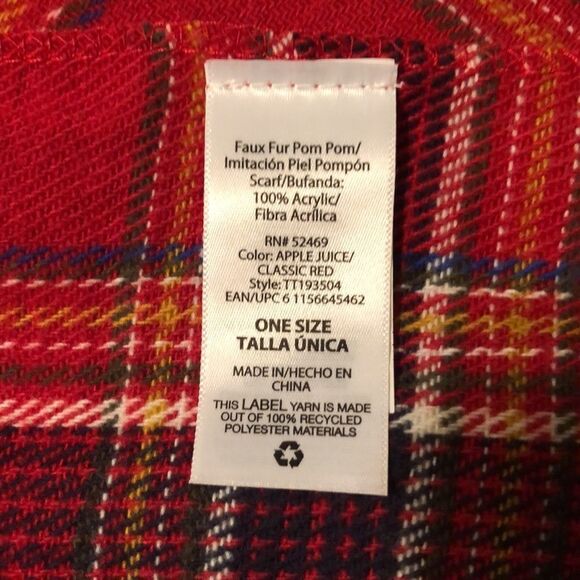 Faux Fur Pom Pom/
Imitación Piel Pompón
Scarf/Bufanda:
100% Acrylic/
Fibra Acrílica
RN# 52469
Color: APPLE JUICE/
CLASSIC RED
Style: TT193504
EAN/UPC 6 1156645462
ONE SIZE
TALLA ÚNICA
MADE IN/HECHO EN
CHINA
THIS LABEL YARN IS MADE
OUT OF 100% RECYCLED
POLYESTER MATERIALS